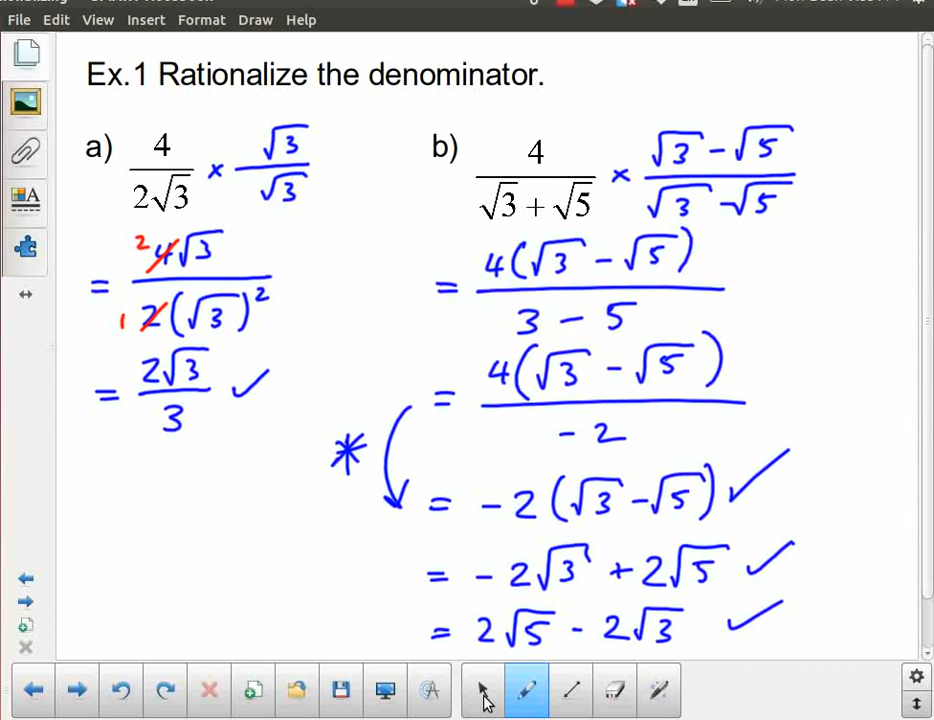 File Edit View Insert Format Draw Help
Ex.1 Rationalize the denominator.
a) 4/(2√3) × √3/√3
= 4√3/(2(√3)²) 2 1
= 2√3/3 ✓
b) 4/(√3 + √5) × (√3 − √5)/(√3 − √5)
= 4(√3 − √5)/(3 − 5)
= 4(√3 − √5)/(−2)
*
= −2(√3 − √5) ✓
= −2√3 + 2√5 ✓
= 2√5 − 2√3 ✓